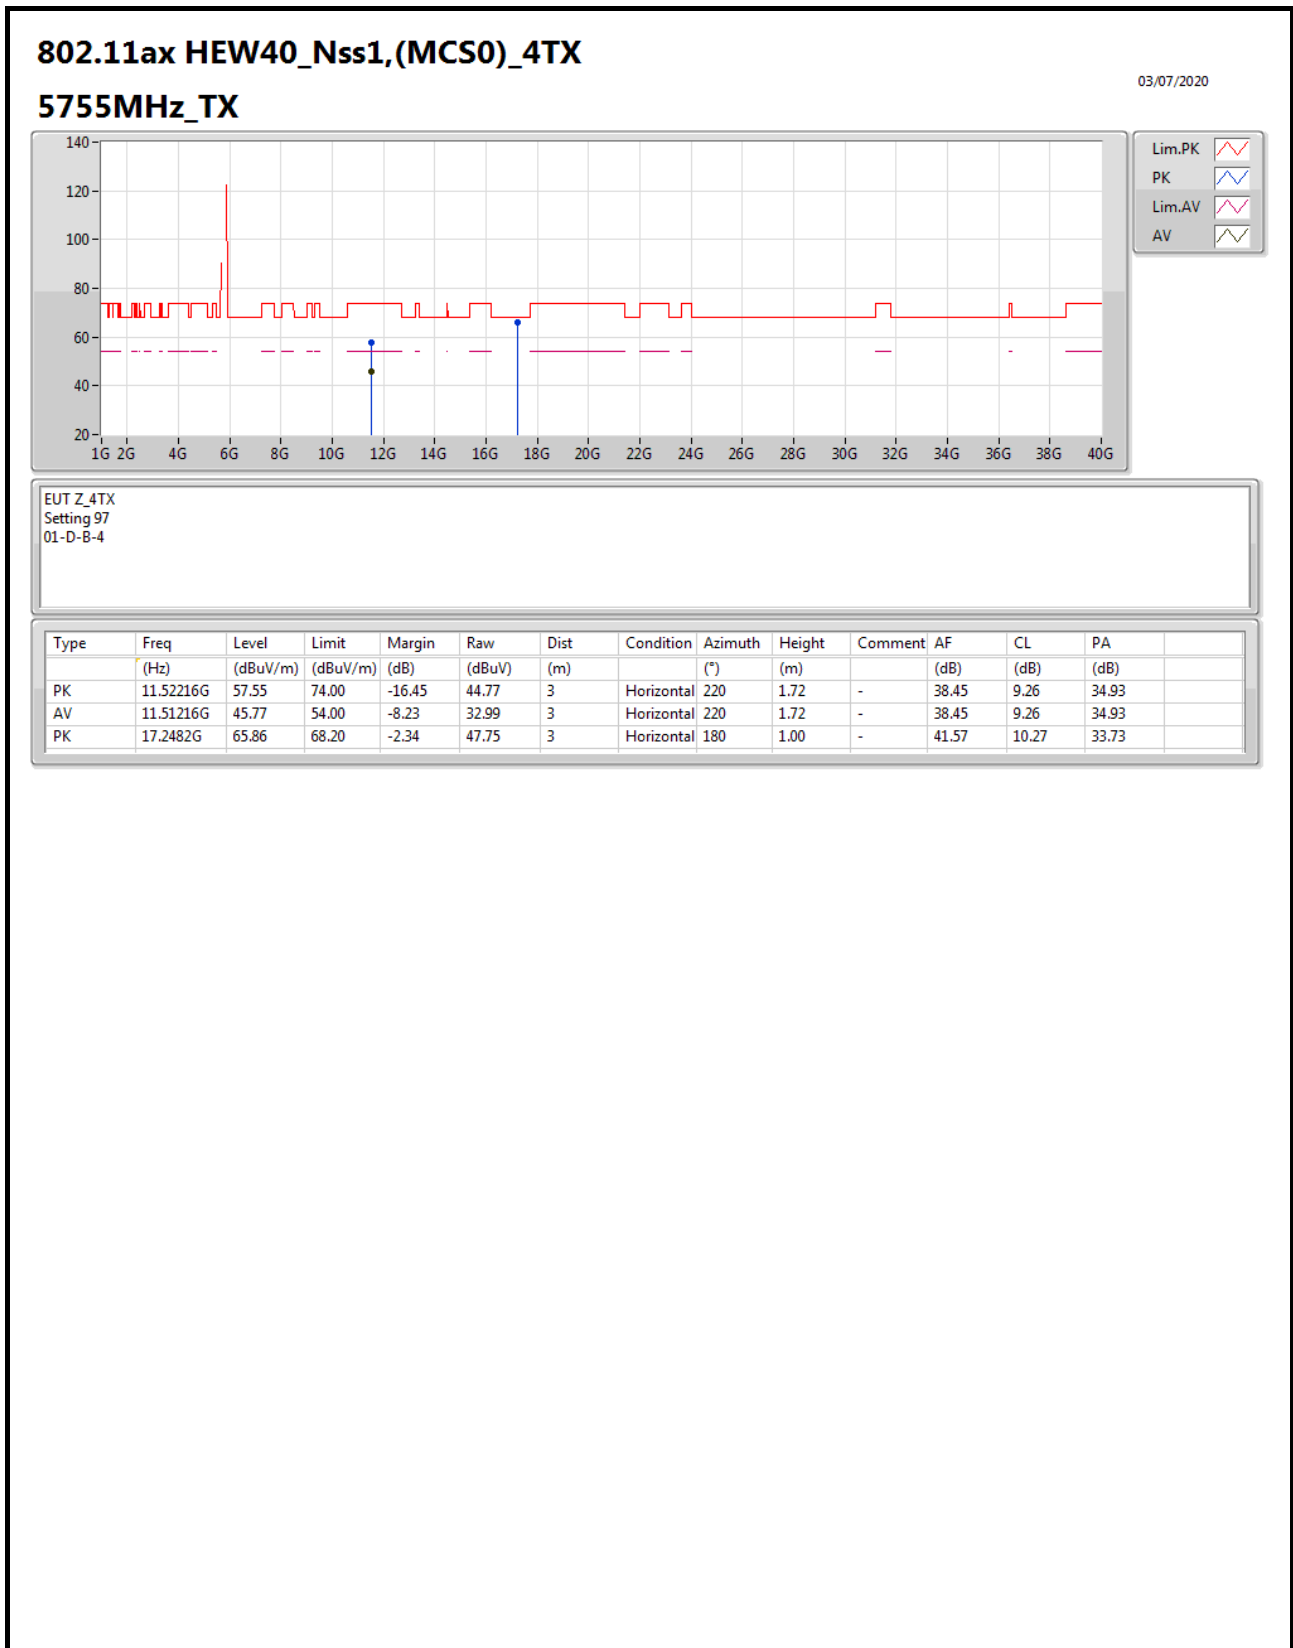 802.11ax HEW40_Nss1,(MCS0)_4TX
03/07/2020
5755MHz_TX
140
120
100
80
60
40
20
1G 2G 4G 6G 8G 10G 12G 14G 16G 18G 20G 22G 24G 26G 28G 30G 32G 34G 36G 38G 40G
Lim.PK
PK
Lim.AV
AV
EUT Z_4TX
Setting 97
01-D-B-4
Type Freq Level Limit Margin Raw Dist Condition Azimuth Height Comment AF CL PA
(Hz) (dBuV/m) (dBuV/m) (dB) (dBuV) (m) (°) (m) (dB) (dB) (dB)
PK 11.52216G 57.55 74.00 -16.45 44.77 3 Horizontal 220 1.72 - 38.45 9.26 34.93
AV 11.51216G 45.77 54.00 -8.23 32.99 3 Horizontal 220 1.72 - 38.45 9.26 34.93
PK 17.2482G 65.86 68.20 -2.34 47.75 3 Horizontal 180 1.00 - 41.57 10.27 33.73